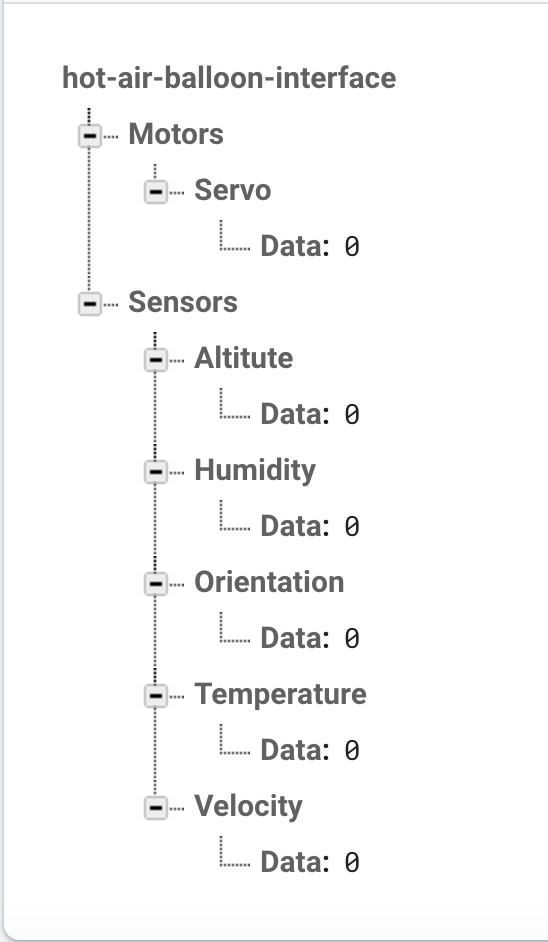 hot-air-balloon-interface
Motors
Servo
Data: 0
Sensors
Altitute
Data: 0
Humidity
Data: 0
Orientation
Data: 0
Temperature
Data: 0
Velocity
Data: 0